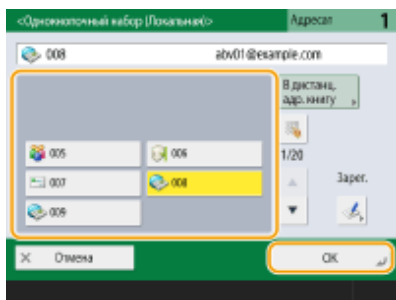 <Однокнопочный набор (Локальная)> Адресат 1
008 abv01@example.com
В дистанц.
адр. книгу
005 006
1/20
007 008 Зарег.
009
Отмена OK